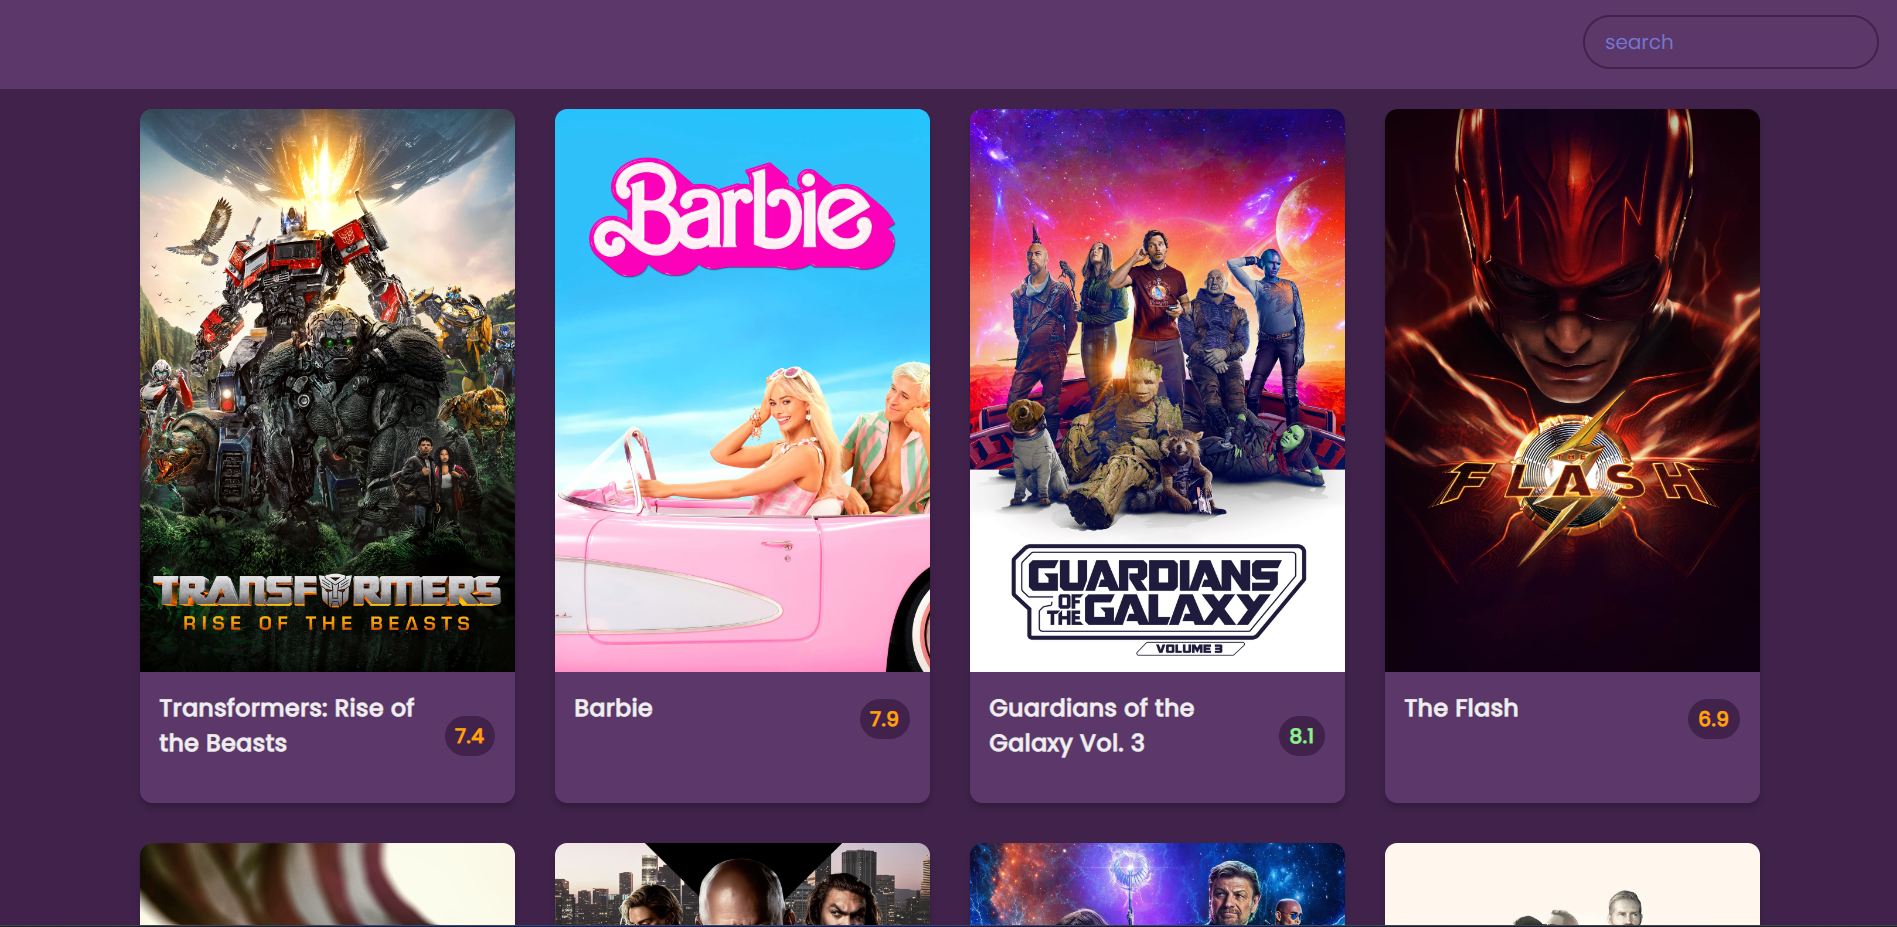 search
Barbie
THE
FLASH
TRANSFORMERS
RISE OF THE BEASTS
GUARDIANS
OF THE GALAXY
VOLUME 3
Transformers: Rise of
the Beasts
7.4
Barbie
7.9
Guardians of the
Galaxy Vol. 3
8.1
The Flash
6.9